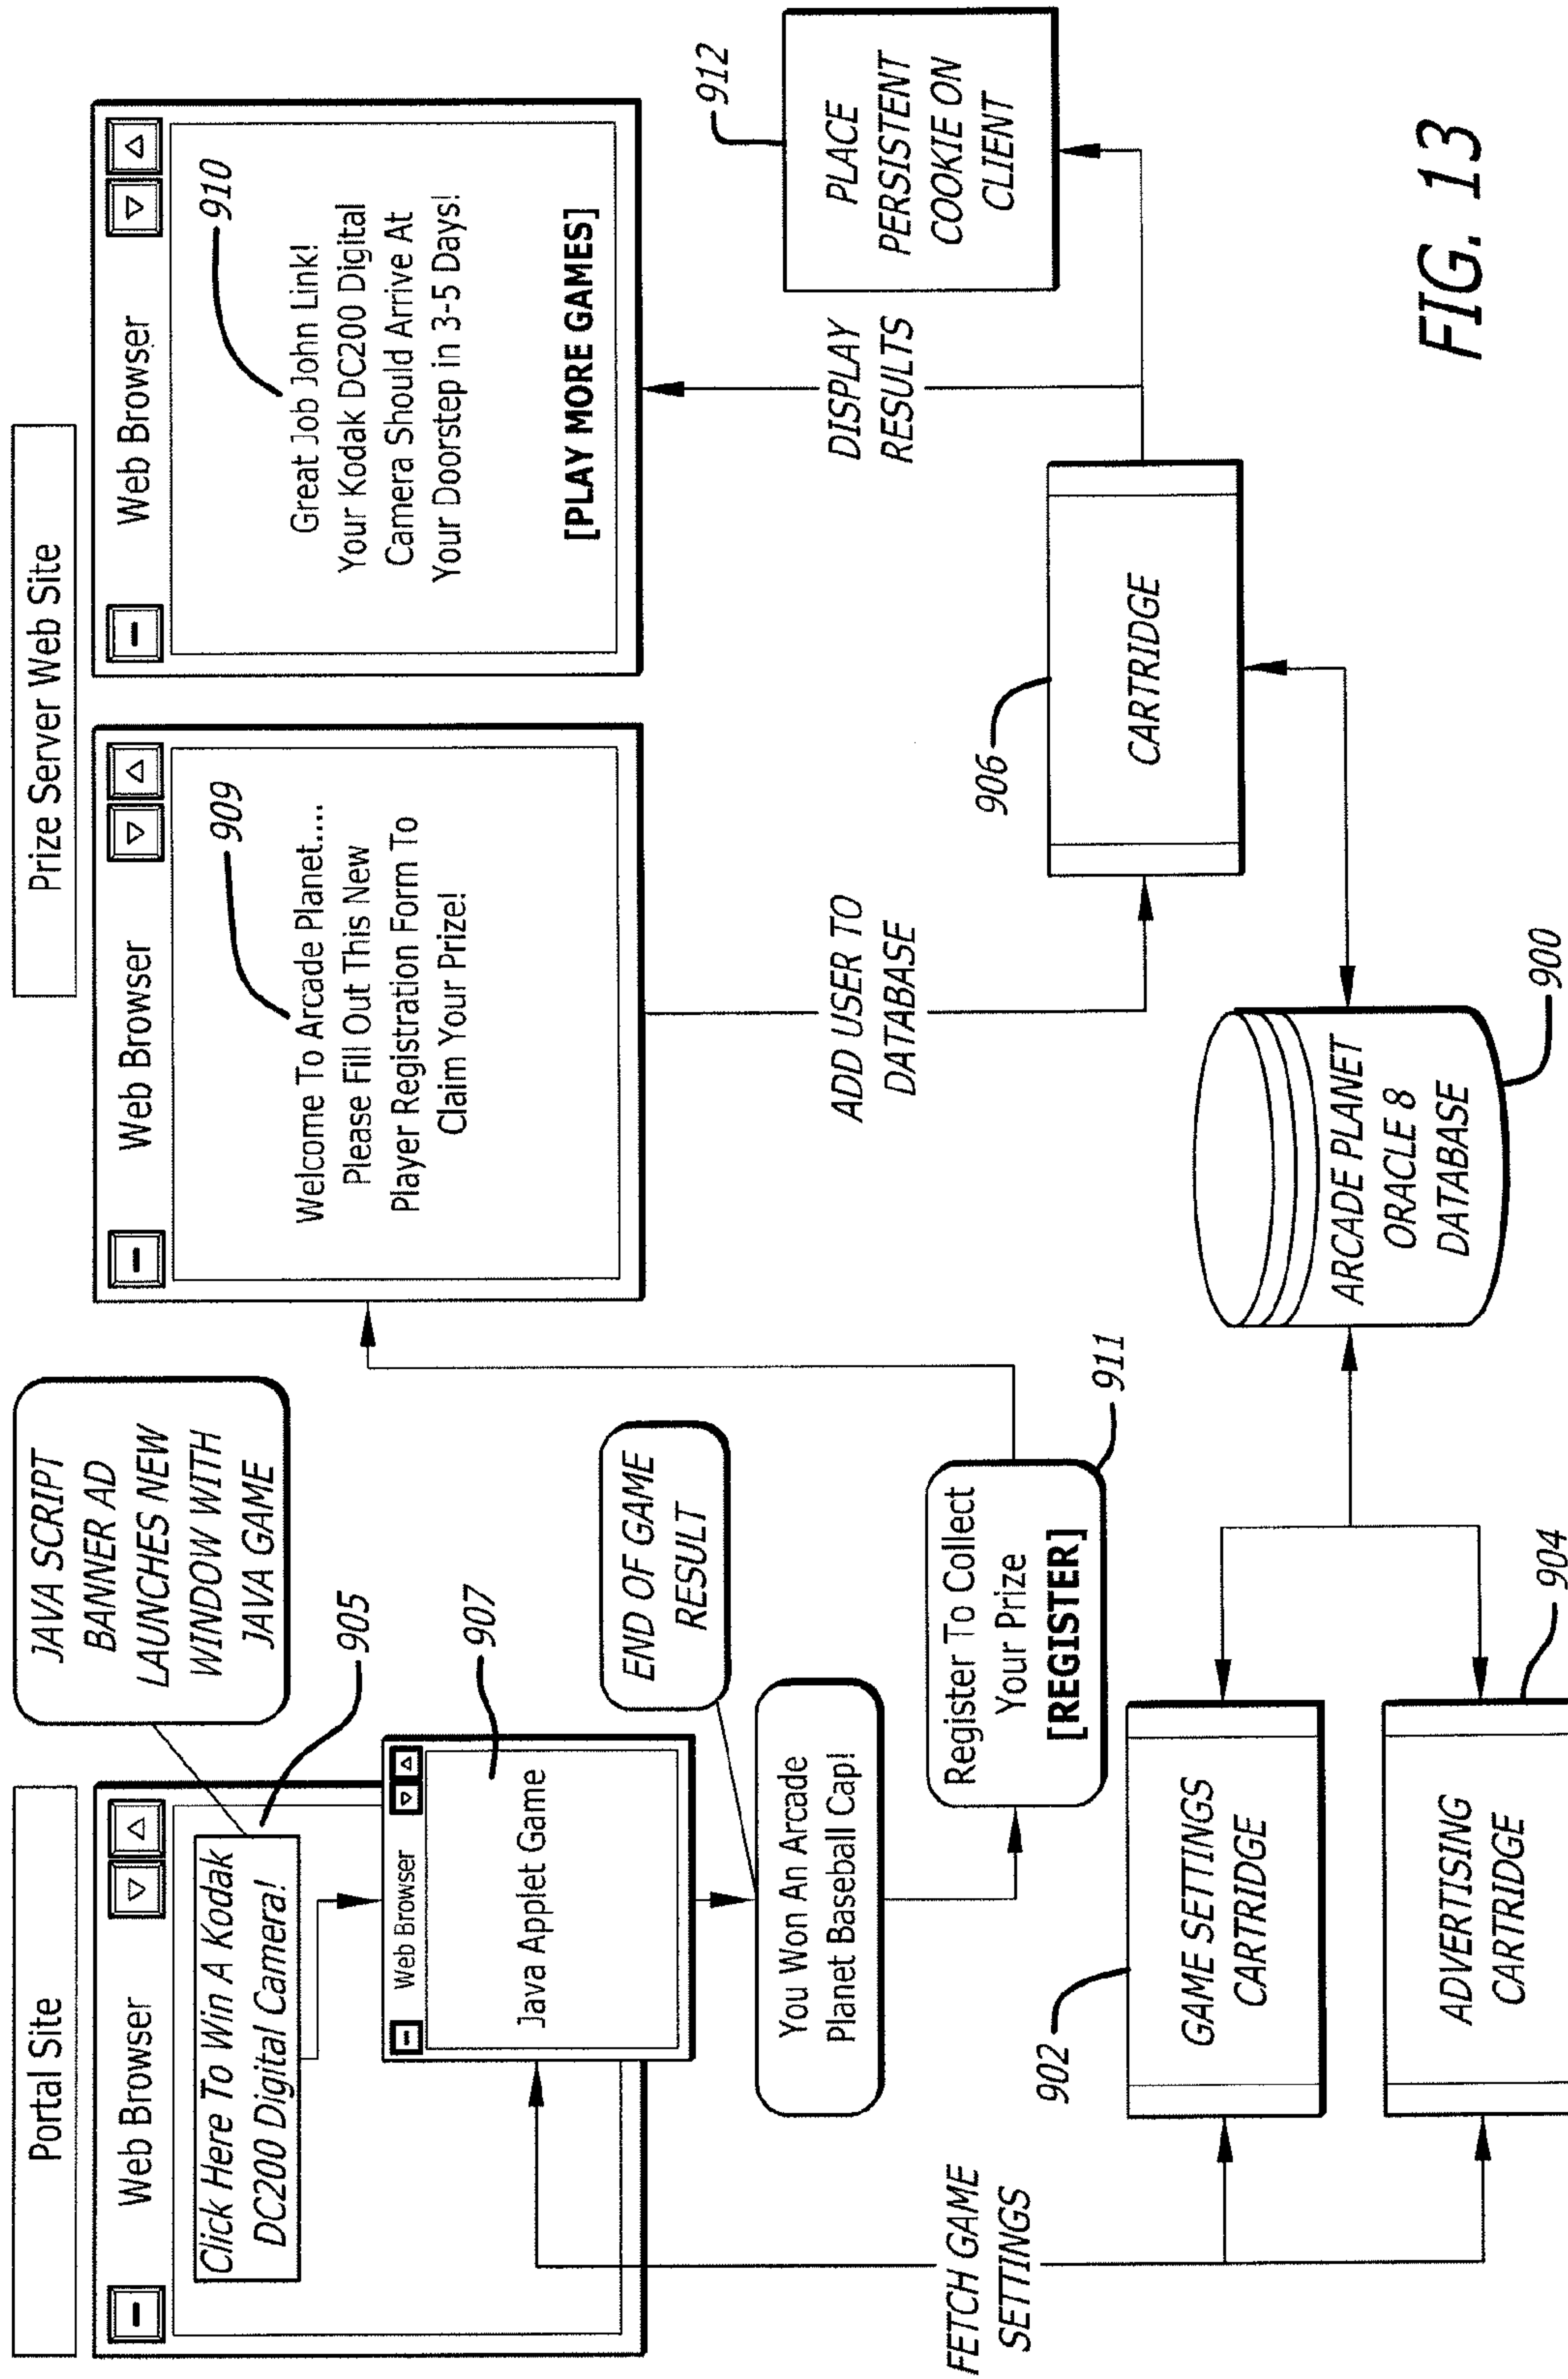 Portal Site
Prize Server Web Site
Web Browser
Click Here To Win A Kodak
DC200 Digital Camera!
905
JAVA SCRIPT
BANNER AD
LAUNCHES NEW
WINDOW WITH
JAVA GAME
Web Browser
Java Applet Game
907
END OF GAME
RESULT
You Won An Arcade
Planet Baseball Cap!
Register To Collect
Your Prize
[REGISTER]
911
Web Browser
909
Welcome To Arcade Planet....
Please Fill Out This New
Player Registration Form To
Claim Your Prize!
Web Browser
910
Great Job John Link!
Your Kodak DC200 Digital
Camera Should Arrive At
Your Doorstep in 3-5 Days!
[PLAY MORE GAMES]
ADD USER TO
DATABASE
DISPLAY
RESULTS
912
PLACE
PERSISTENT
COOKIE ON
CLIENT
906
CARTRIDGE
FETCH GAME
SETTINGS
902
GAME SETTINGS
CARTRIDGE
904
ADVERTISING
CARTRIDGE
ARCADE PLANET
ORACLE 8
DATABASE
900
FIG. 13